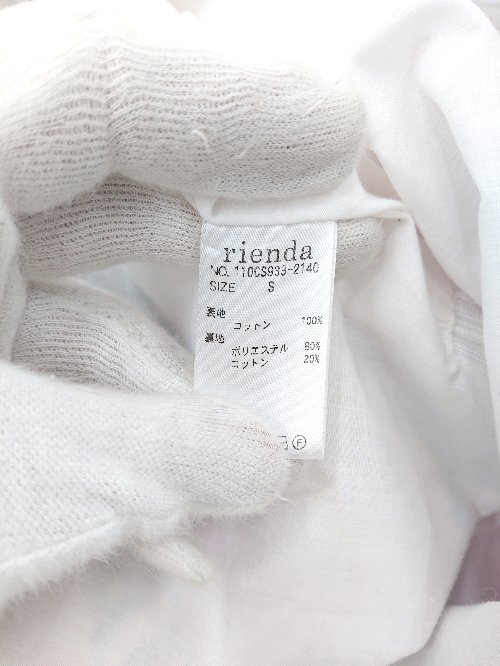 rienda
NO. 110CS933-2140
SIZE S
表地
コットン 100%
裏地
ポリエステル 80%
コットン 20%
F